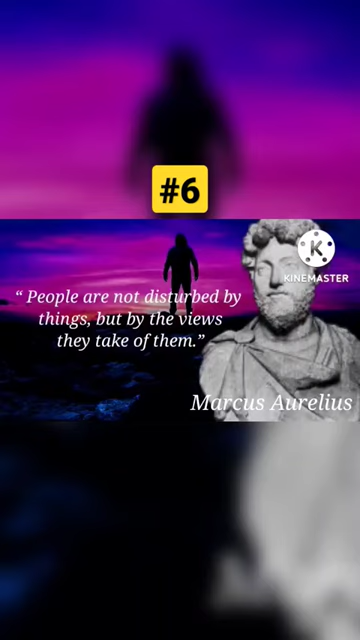 #6
K
KINEMASTER
“ People are not disturbed by
things, but by the views
they take of them.”
Marcus Aurelius